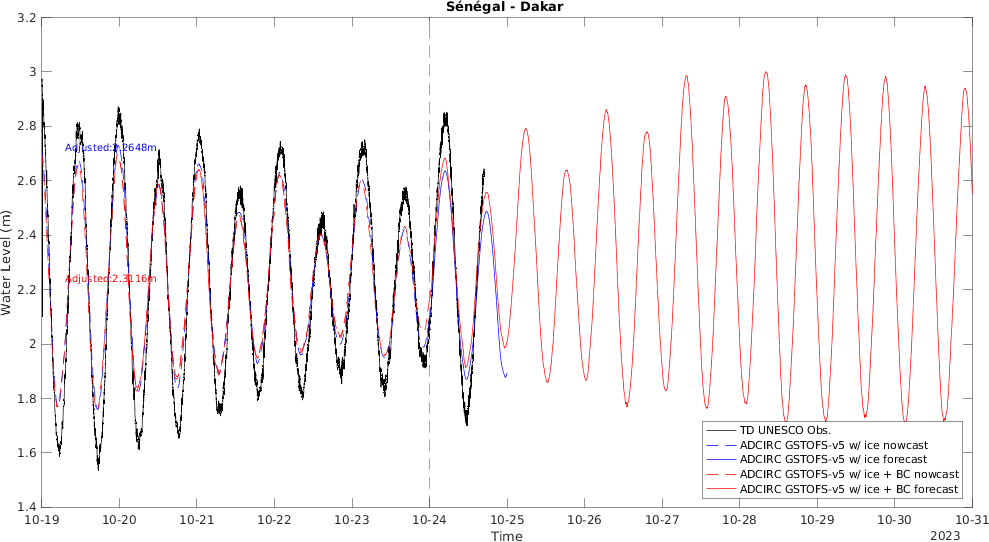 Sénégal - Dakar
3.2
3
2.8
2.6
2.4
2.2
2
1.8
1.6
1.4
Water Level (m)
Adjusted:2.2648m
Adjusted:2.3116m
TD UNESCO Obs.
ADCIRC GSTOFS-v5 w/ ice nowcast
ADCIRC GSTOFS-v5 w/ ice forecast
ADCIRC GSTOFS-v5 w/ ice + BC nowcast
ADCIRC GSTOFS-v5 w/ ice + BC forecast
10-19 10-20 10-21 10-22 10-23 10-24 10-25 10-26 10-27 10-28 10-29 10-30 10-31
Time
2023